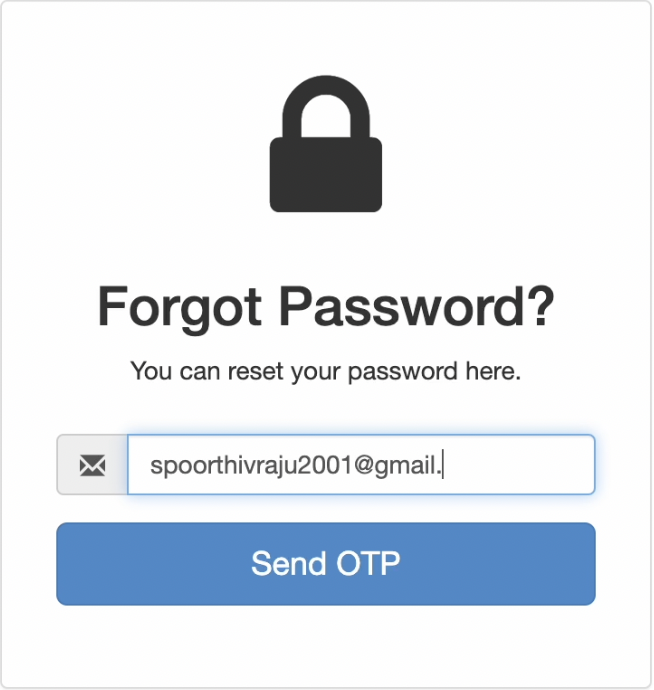 Forgot Password?
You can reset your password here.
spoorthivraju2001@gmail.
Send OTP